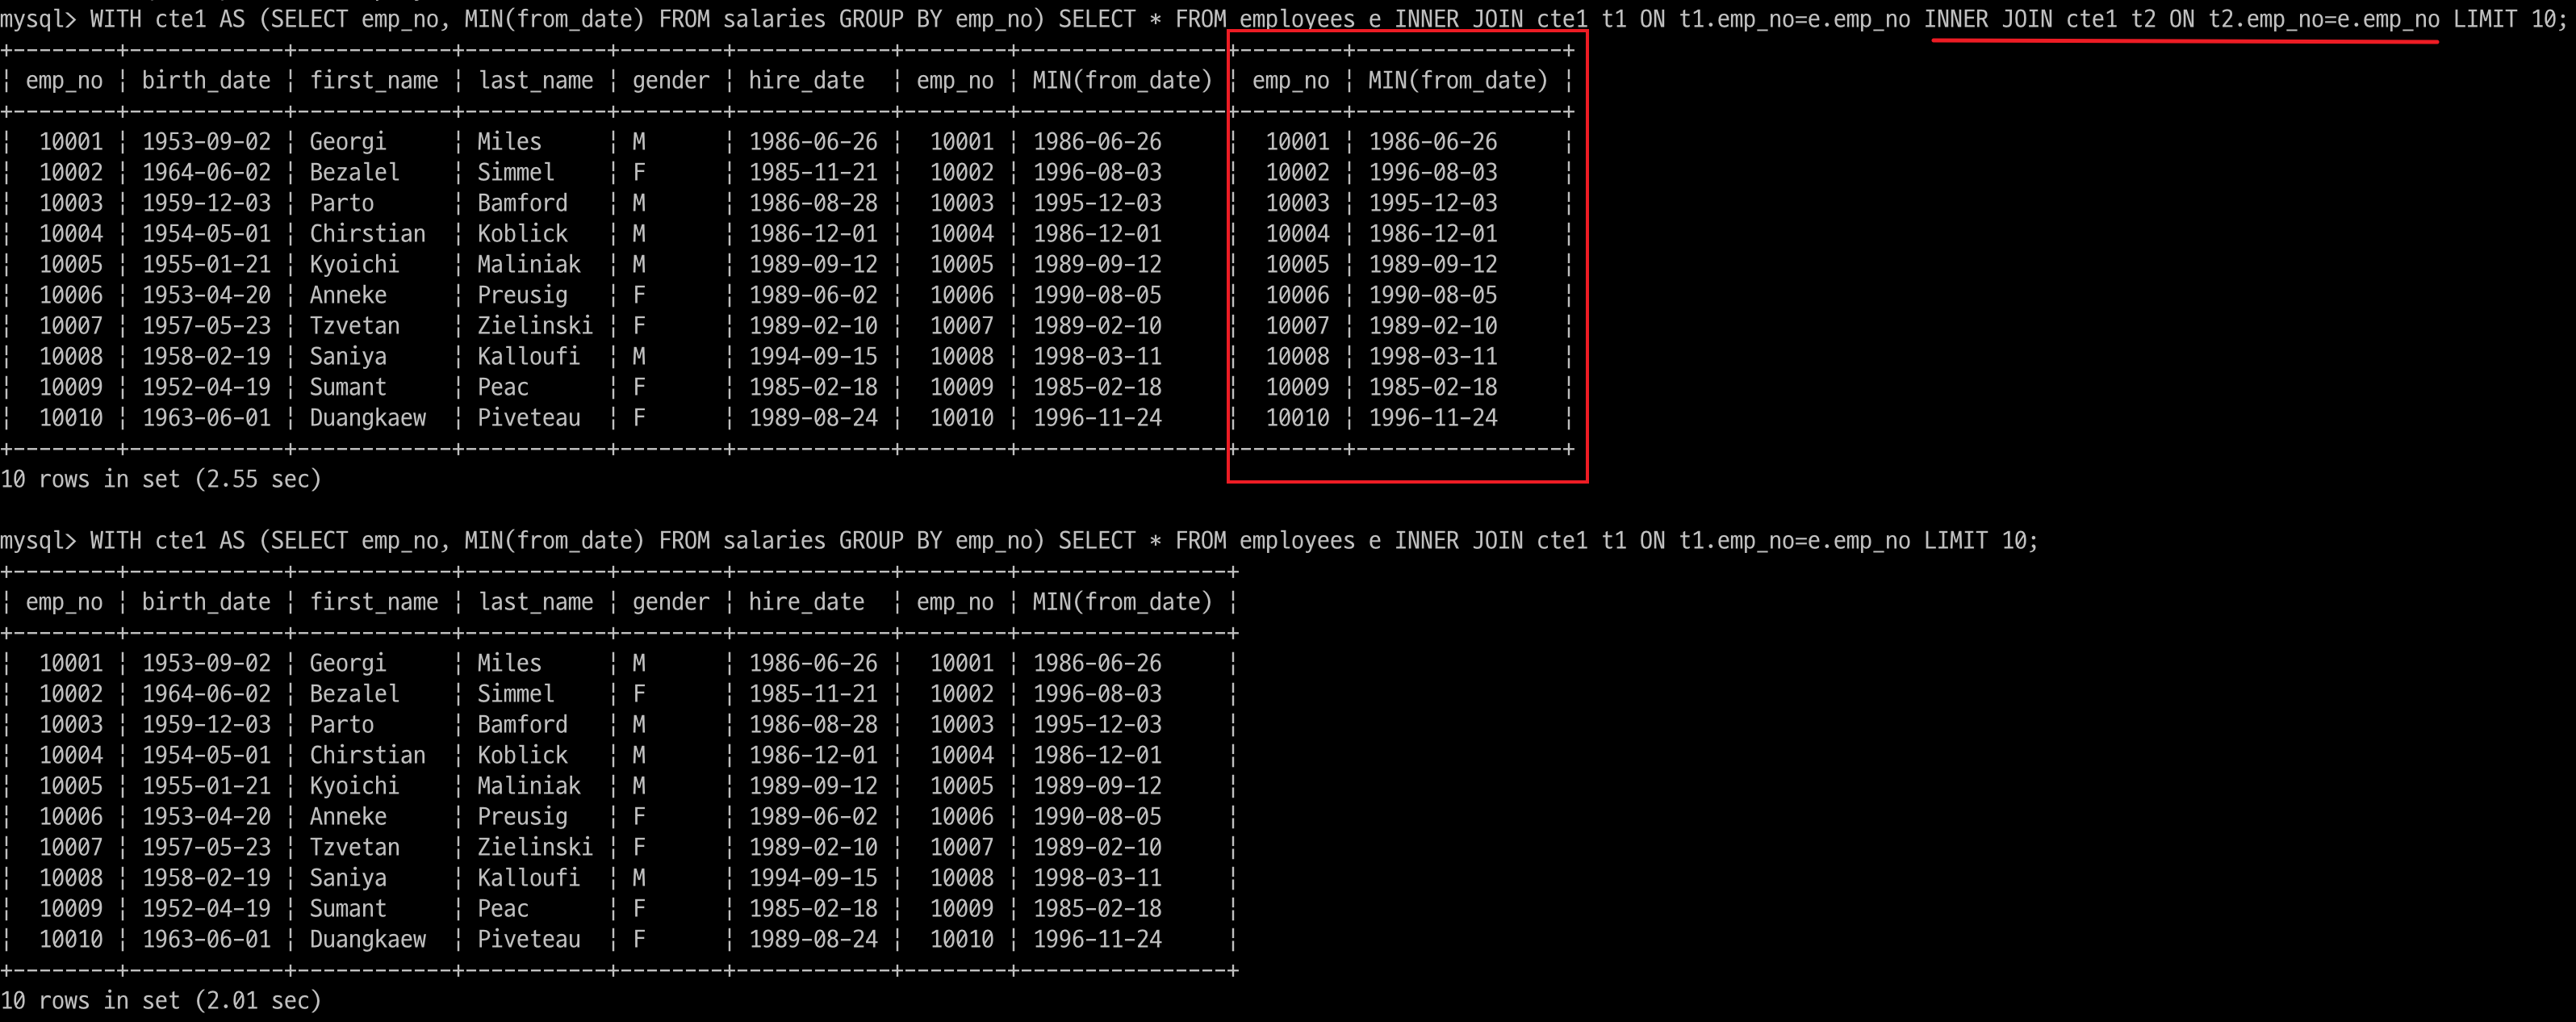 mysql> WITH cte1 AS (SELECT emp_no, MIN(from_date) FROM salaries GROUP BY emp_no) SELECT * FROM employees e INNER JOIN cte1 t1 ON t1.emp_no=e.emp_no INNER JOIN cte1 t2 ON t2.emp_no=e.emp_no LIMIT 10;
+--------+------------+------------+-----------+--------+------------+--------+----------------+--------+----------------+
¦ emp_no ¦ birth_date ¦ first_name ¦ last_name ¦ gender ¦ hire_date  ¦ emp_no ¦ MIN(from_date) ¦ emp_no ¦ MIN(from_date) ¦
+--------+------------+------------+-----------+--------+------------+--------+----------------+--------+----------------+
¦  10001 ¦ 1953-09-02 ¦ Georgi     ¦ Miles     ¦ M      ¦ 1986-06-26 ¦  10001 ¦ 1986-06-26     ¦  10001 ¦ 1986-06-26     ¦
¦  10002 ¦ 1964-06-02 ¦ Bezalel    ¦ Simmel    ¦ F      ¦ 1985-11-21 ¦  10002 ¦ 1996-08-03     ¦  10002 ¦ 1996-08-03     ¦
¦  10003 ¦ 1959-12-03 ¦ Parto      ¦ Bamford   ¦ M      ¦ 1986-08-28 ¦  10003 ¦ 1995-12-03     ¦  10003 ¦ 1995-12-03     ¦
¦  10004 ¦ 1954-05-01 ¦ Chirstian  ¦ Koblick   ¦ M      ¦ 1986-12-01 ¦  10004 ¦ 1986-12-01     ¦  10004 ¦ 1986-12-01     ¦
¦  10005 ¦ 1955-01-21 ¦ Kyoichi    ¦ Maliniak  ¦ M      ¦ 1989-09-12 ¦  10005 ¦ 1989-09-12     ¦  10005 ¦ 1989-09-12     ¦
¦  10006 ¦ 1953-04-20 ¦ Anneke     ¦ Preusig   ¦ F      ¦ 1989-06-02 ¦  10006 ¦ 1990-08-05     ¦  10006 ¦ 1990-08-05     ¦
¦  10007 ¦ 1957-05-23 ¦ Tzvetan    ¦ Zielinski ¦ F      ¦ 1989-02-10 ¦  10007 ¦ 1989-02-10     ¦  10007 ¦ 1989-02-10     ¦
¦  10008 ¦ 1958-02-19 ¦ Saniya     ¦ Kalloufi  ¦ M      ¦ 1994-09-15 ¦  10008 ¦ 1998-03-11     ¦  10008 ¦ 1998-03-11     ¦
¦  10009 ¦ 1952-04-19 ¦ Sumant     ¦ Peac      ¦ F      ¦ 1985-02-18 ¦  10009 ¦ 1985-02-18     ¦  10009 ¦ 1985-02-18     ¦
¦  10010 ¦ 1963-06-01 ¦ Duangkaew  ¦ Piveteau  ¦ F      ¦ 1989-08-24 ¦  10010 ¦ 1996-11-24     ¦  10010 ¦ 1996-11-24     ¦
+--------+------------+------------+-----------+--------+------------+--------+----------------+--------+----------------+
10 rows in set (2.55 sec)
mysql> WITH cte1 AS (SELECT emp_no, MIN(from_date) FROM salaries GROUP BY emp_no) SELECT * FROM employees e INNER JOIN cte1 t1 ON t1.emp_no=e.emp_no LIMIT 10;
+--------+------------+------------+-----------+--------+------------+--------+----------------+
¦ emp_no ¦ birth_date ¦ first_name ¦ last_name ¦ gender ¦ hire_date  ¦ emp_no ¦ MIN(from_date) ¦
+--------+------------+------------+-----------+--------+------------+--------+----------------+
¦  10001 ¦ 1953-09-02 ¦ Georgi     ¦ Miles     ¦ M      ¦ 1986-06-26 ¦  10001 ¦ 1986-06-26     ¦
¦  10002 ¦ 1964-06-02 ¦ Bezalel    ¦ Simmel    ¦ F      ¦ 1985-11-21 ¦  10002 ¦ 1996-08-03     ¦
¦  10003 ¦ 1959-12-03 ¦ Parto      ¦ Bamford   ¦ M      ¦ 1986-08-28 ¦  10003 ¦ 1995-12-03     ¦
¦  10004 ¦ 1954-05-01 ¦ Chirstian  ¦ Koblick   ¦ M      ¦ 1986-12-01 ¦  10004 ¦ 1986-12-01     ¦
¦  10005 ¦ 1955-01-21 ¦ Kyoichi    ¦ Maliniak  ¦ M      ¦ 1989-09-12 ¦  10005 ¦ 1989-09-12     ¦
¦  10006 ¦ 1953-04-20 ¦ Anneke     ¦ Preusig   ¦ F      ¦ 1989-06-02 ¦  10006 ¦ 1990-08-05     ¦
¦  10007 ¦ 1957-05-23 ¦ Tzvetan    ¦ Zielinski ¦ F      ¦ 1989-02-10 ¦  10007 ¦ 1989-02-10     ¦
¦  10008 ¦ 1958-02-19 ¦ Saniya     ¦ Kalloufi  ¦ M      ¦ 1994-09-15 ¦  10008 ¦ 1998-03-11     ¦
¦  10009 ¦ 1952-04-19 ¦ Sumant     ¦ Peac      ¦ F      ¦ 1985-02-18 ¦  10009 ¦ 1985-02-18     ¦
¦  10010 ¦ 1963-06-01 ¦ Duangkaew  ¦ Piveteau  ¦ F      ¦ 1989-08-24 ¦  10010 ¦ 1996-11-24     ¦
+--------+------------+------------+-----------+--------+------------+--------+----------------+
10 rows in set (2.01 sec)